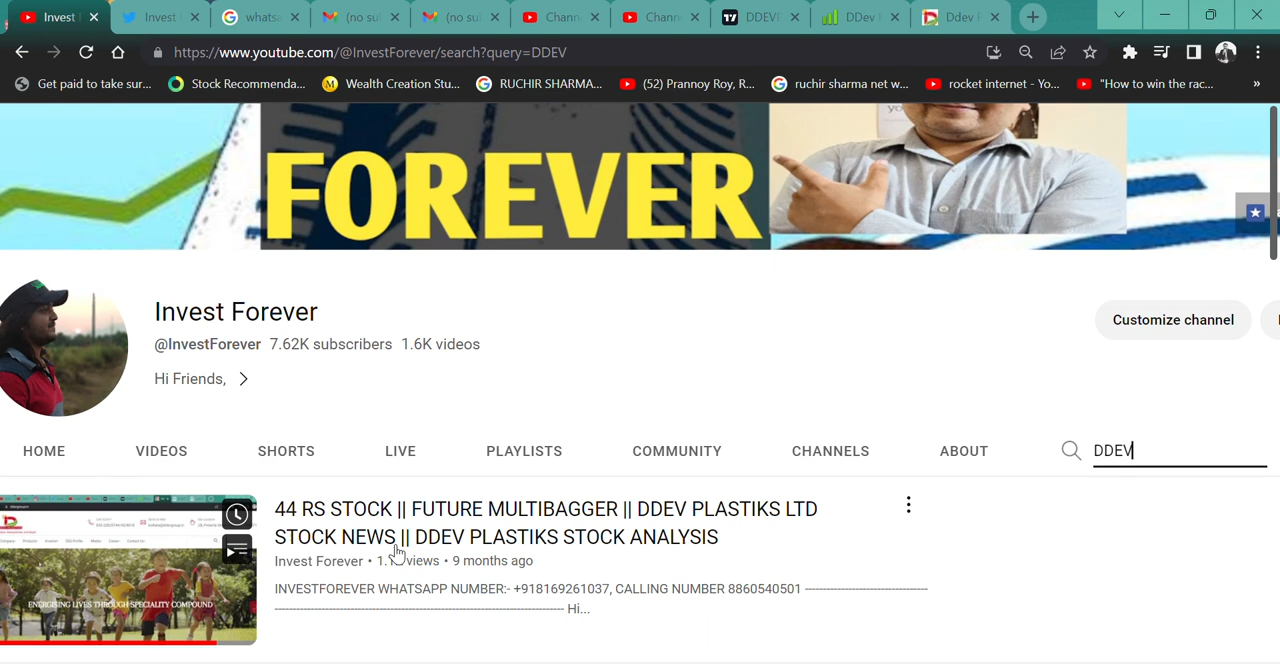 Invest
Invest
whats
(no su
(no su
Chann
Chann
DDEVI
DDev
Ddev
https://www.youtube.com/@InvestForever/search?query=DDEV
Get paid to take sur...
Stock Recommenda...
Wealth Creation Stu...
RUCHIR SHARMA...
(52) Prannoy Roy, R...
ruchir sharma net w...
rocket internet - Yo...
"How to win the rac...
»
FOREVER
Invest Forever
@InvestForever 7.62K subscribers 1.6K videos
Hi Friends,
Customize channel
HOME VIDEOS SHORTS LIVE PLAYLISTS COMMUNITY CHANNELS ABOUT DDEV
44 RS STOCK || FUTURE MULTIBAGGER || DDEV PLASTIKS LTD
STOCK NEWS || DDEV PLASTIKS STOCK ANALYSIS
Invest Forever • views • 9 months ago
INVESTFOREVER WHATSAPP NUMBER:- +918169261037, CALLING NUMBER 8860540501 --------------------------------
------------------------------------------------------------------------------ Hi...
ENERGISING LIVES THROUGH SPECIALITY COMPOUND